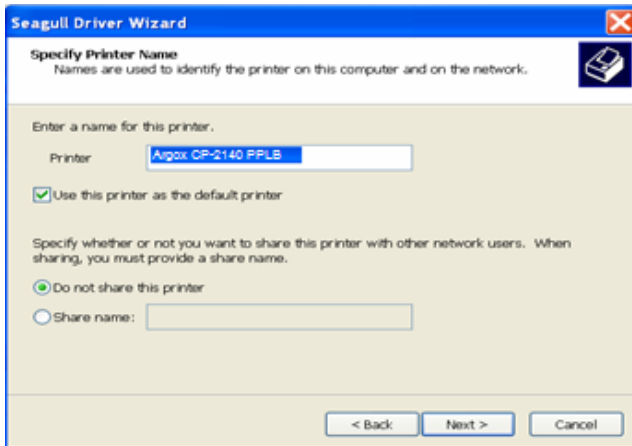 Seagull Driver Wizard
Specify Printer Name
Names are used to identify the printer on this computer and on the network.
Enter a name for this printer.
Printer
Argox CP-2140 PPLB
Use this printer as the default printer
Specify whether or not you want to share this printer with other network users. When
sharing, you must provide a share name.
Do not share this printer
Share name:
< Back
Next >
Cancel